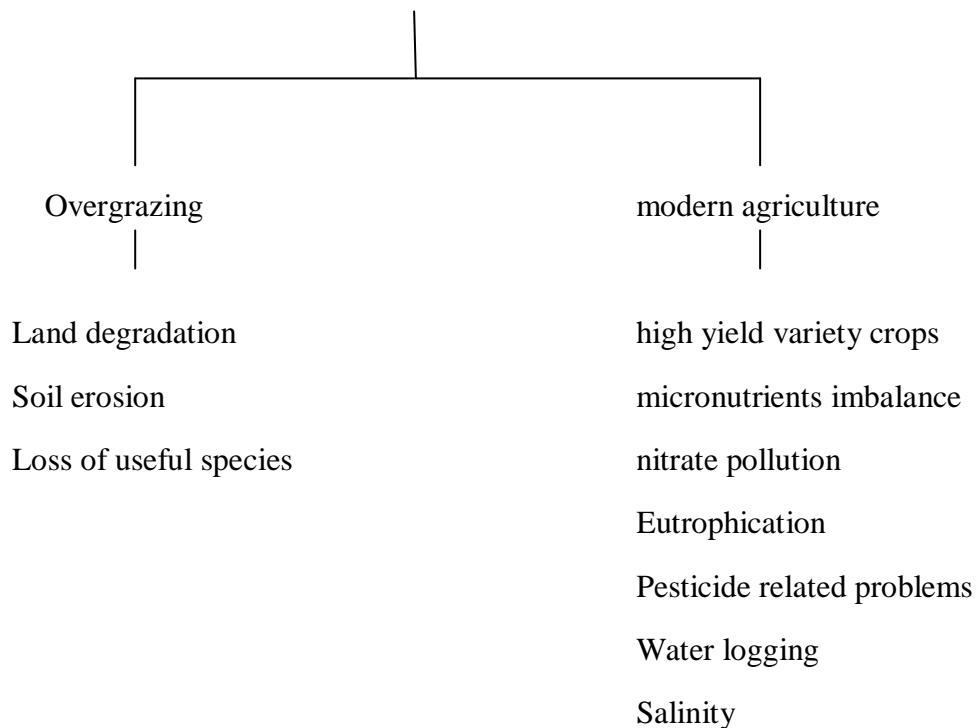 Overgrazing
modern agriculture
Land degradation
Soil erosion
Loss of useful species
high yield variety crops
micronutrients imbalance
nitrate pollution
Eutrophication
Pesticide related problems
Water logging
Salinity